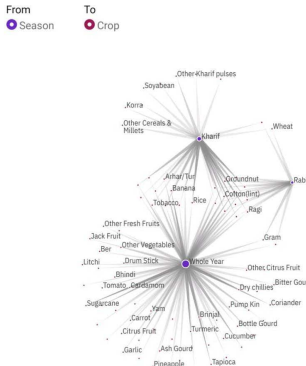 From To
Season Crop
Other Kharif pulses
Soyabean
Korra
Other Cereals &
Millets
Kharif
Wheat
Arhar/Tur
Banana
Tobacco,
Rice
Groundnut
Cotton(lint)
Ragi
Rabi
Other Fresh Fruits
Jack Fruit
Other Vegetables
Ber
Gram
Litchi
Drum Stick
Whole Year
Other Citrus Fruit
Bhindi
Tomato
Cardamom
Dry chillies
Bitter Gou
Sugarcane
Yam
Pump Kin
Coriander
Carrot
Brinjal
Bottle Gourd
Citrus Fruit
Turmeric
Cucumber
Garlic
Ash Gourd
Pineapple
Tapioca